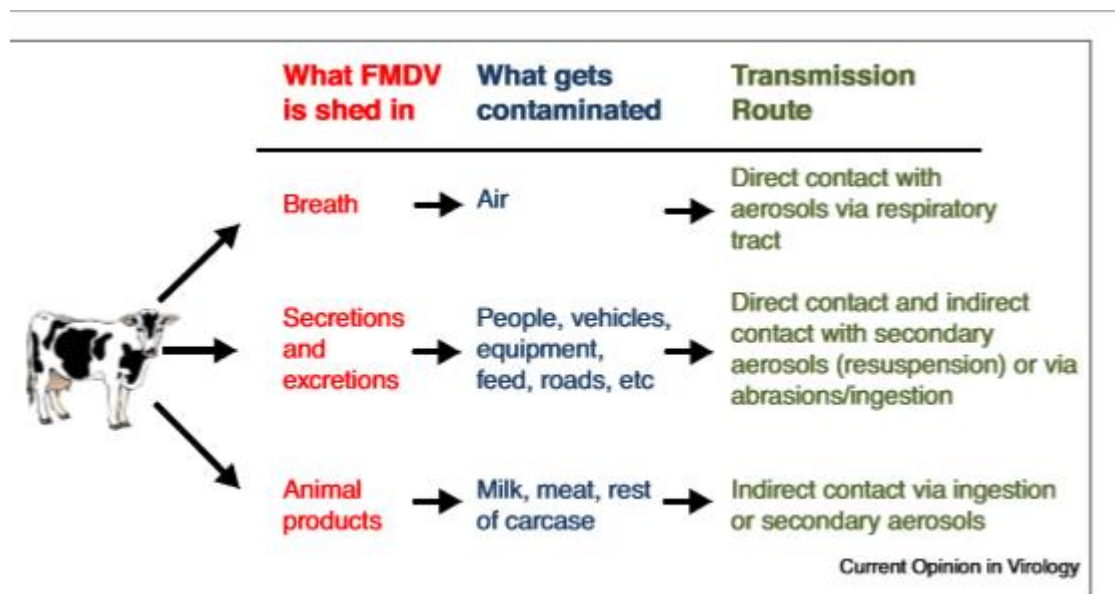 What FMDV
is shed in
What gets
contaminated
Transmission
Route
Breath
Air
Direct contact with
aerosols via respiratory
tract
Secretions
and
excretions
People, vehicles,
equipment,
feed, roads, etc
Direct contact and indirect
contact with secondary
aerosols (resuspension) or via
abrasions/ingestion
Animal
products
Milk, meat, rest
of carcase
Indirect contact via ingestion
or secondary aerosols
Current Opinion in Virology